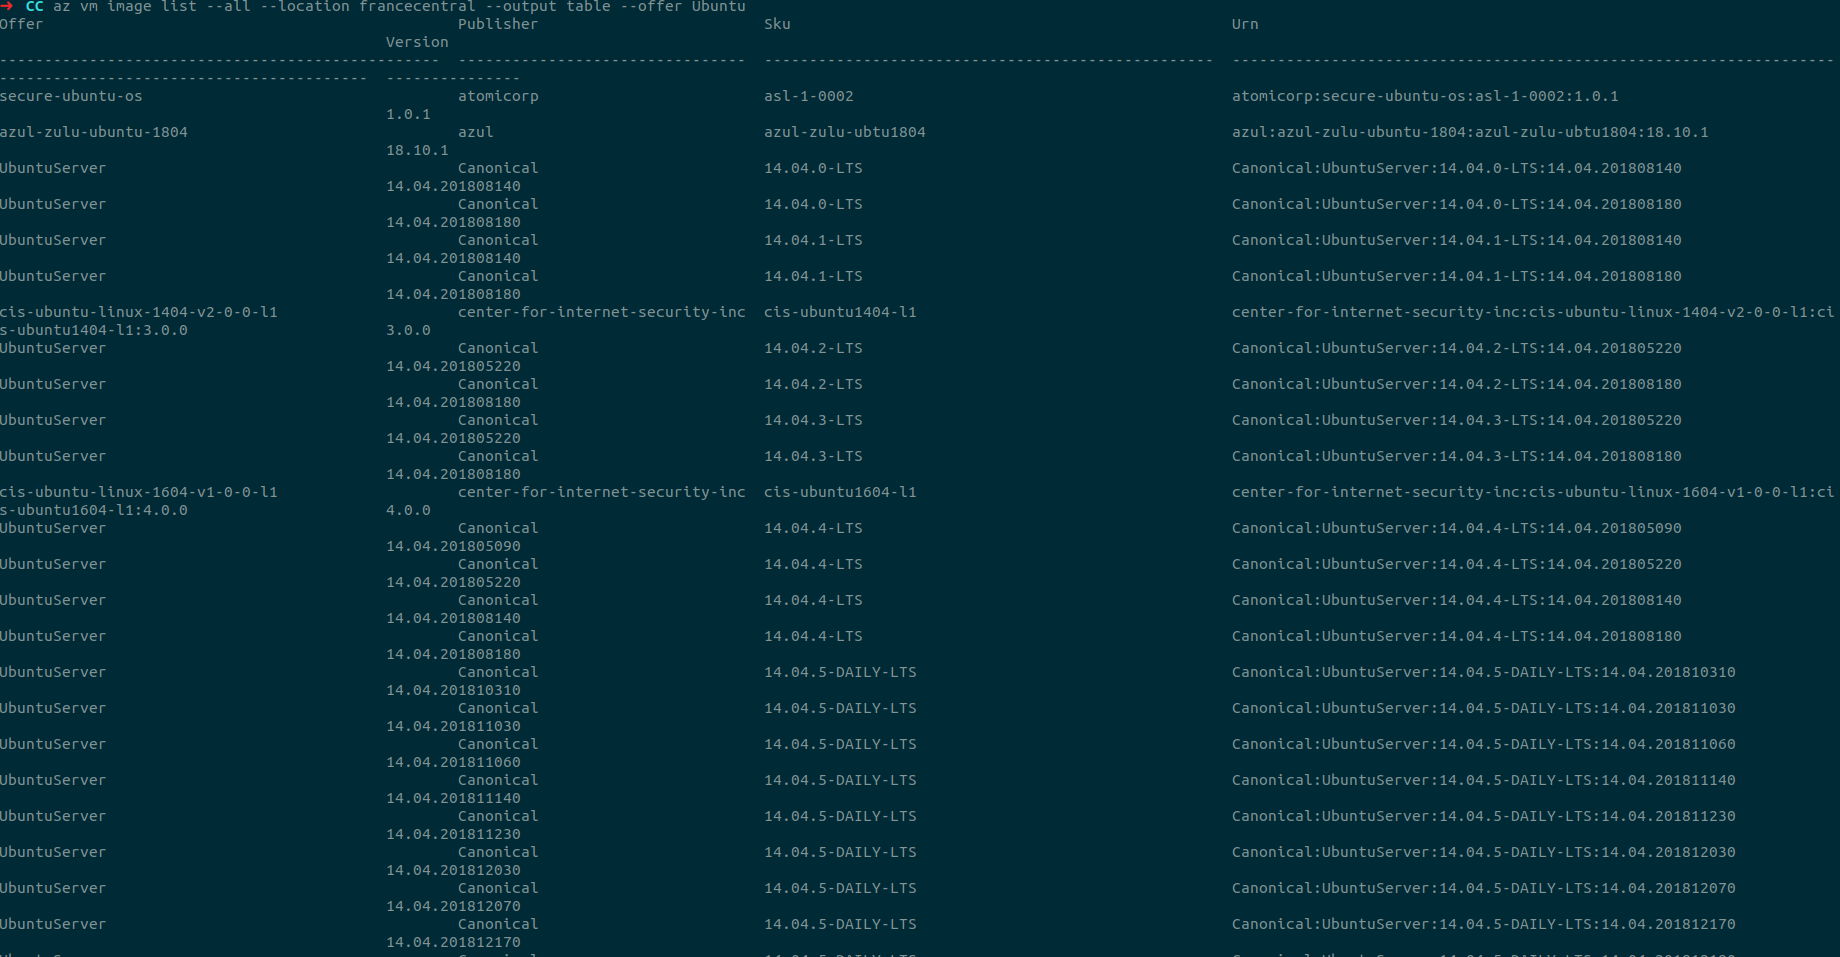 ➜ CC az vm image list --all --location francecentral --output table --offer Ubuntu
Offer Publisher Sku Urn
Version
------------------------------------------------- -------------------------------- -------------------------------------------------- -------------------------------------------------------------------
----------------------------------------- ---------------
secure-ubuntu-os atomicorp asl-1-0002 atomicorp:secure-ubuntu-os:asl-1-0002:1.0.1
1.0.1
azul-zulu-ubuntu-1804 azul azul-zulu-ubtu1804 azul:azul-zulu-ubuntu-1804:azul-zulu-ubtu1804:18.10.1
18.10.1
UbuntuServer Canonical 14.04.0-LTS Canonical:UbuntuServer:14.04.0-LTS:14.04.201808140
14.04.201808140
UbuntuServer Canonical 14.04.0-LTS Canonical:UbuntuServer:14.04.0-LTS:14.04.201808180
14.04.201808180
UbuntuServer Canonical 14.04.1-LTS Canonical:UbuntuServer:14.04.1-LTS:14.04.201808140
14.04.201808140
UbuntuServer Canonical 14.04.1-LTS Canonical:UbuntuServer:14.04.1-LTS:14.04.201808180
14.04.201808180
cis-ubuntu-linux-1404-v2-0-0-l1 center-for-internet-security-inc cis-ubuntu1404-l1 center-for-internet-security-inc:cis-ubuntu-linux-1404-v2-0-0-l1:ci
s-ubuntu1404-l1:3.0.0 3.0.0
UbuntuServer Canonical 14.04.2-LTS Canonical:UbuntuServer:14.04.2-LTS:14.04.201805220
14.04.201805220
UbuntuServer Canonical 14.04.2-LTS Canonical:UbuntuServer:14.04.2-LTS:14.04.201808180
14.04.201808180
UbuntuServer Canonical 14.04.3-LTS Canonical:UbuntuServer:14.04.3-LTS:14.04.201805220
14.04.201805220
UbuntuServer Canonical 14.04.3-LTS Canonical:UbuntuServer:14.04.3-LTS:14.04.201808180
14.04.201808180
cis-ubuntu-linux-1604-v1-0-0-l1 center-for-internet-security-inc cis-ubuntu1604-l1 center-for-internet-security-inc:cis-ubuntu-linux-1604-v1-0-0-l1:ci
s-ubuntu1604-l1:4.0.0 4.0.0
UbuntuServer Canonical 14.04.4-LTS Canonical:UbuntuServer:14.04.4-LTS:14.04.201805090
14.04.201805090
UbuntuServer Canonical 14.04.4-LTS Canonical:UbuntuServer:14.04.4-LTS:14.04.201805220
14.04.201805220
UbuntuServer Canonical 14.04.4-LTS Canonical:UbuntuServer:14.04.4-LTS:14.04.201808140
14.04.201808140
UbuntuServer Canonical 14.04.4-LTS Canonical:UbuntuServer:14.04.4-LTS:14.04.201808180
14.04.201808180
UbuntuServer Canonical 14.04.5-DAILY-LTS Canonical:UbuntuServer:14.04.5-DAILY-LTS:14.04.201810310
14.04.201810310
UbuntuServer Canonical 14.04.5-DAILY-LTS Canonical:UbuntuServer:14.04.5-DAILY-LTS:14.04.201811030
14.04.201811030
UbuntuServer Canonical 14.04.5-DAILY-LTS Canonical:UbuntuServer:14.04.5-DAILY-LTS:14.04.201811060
14.04.201811060
UbuntuServer Canonical 14.04.5-DAILY-LTS Canonical:UbuntuServer:14.04.5-DAILY-LTS:14.04.201811140
14.04.201811140
UbuntuServer Canonical 14.04.5-DAILY-LTS Canonical:UbuntuServer:14.04.5-DAILY-LTS:14.04.201811230
14.04.201811230
UbuntuServer Canonical 14.04.5-DAILY-LTS Canonical:UbuntuServer:14.04.5-DAILY-LTS:14.04.201812030
14.04.201812030
UbuntuServer Canonical 14.04.5-DAILY-LTS Canonical:UbuntuServer:14.04.5-DAILY-LTS:14.04.201812070
14.04.201812070
UbuntuServer Canonical 14.04.5-DAILY-LTS Canonical:UbuntuServer:14.04.5-DAILY-LTS:14.04.201812170
14.04.201812170